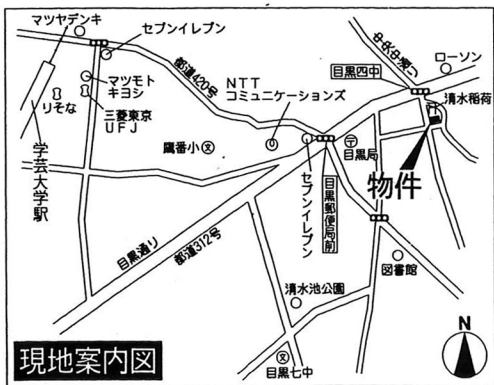 マツヤデンキ
セブンイレブン
マツモト
キヨシ
りそな
三菱東京
UFJ
学芸大学駅
都道420号
NTT
コミュニケーションズ
鷹番小
文
目黒四中
ローソン
清水稲荷
目黒局
物件
セブンイレブン
目黒郵便局前
目黒通り
都道312号
図書館
清水池公園
文
目黒七中
N
現地案内図